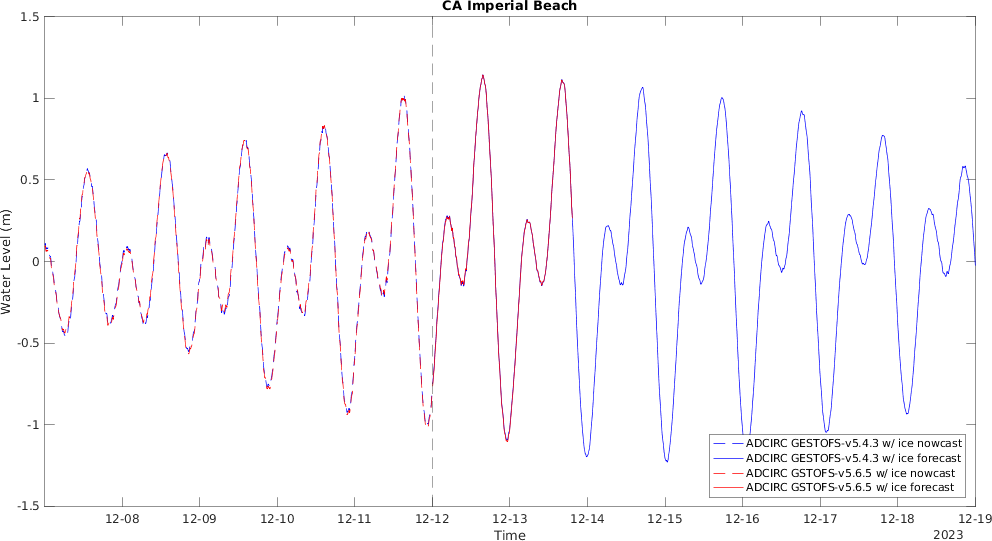 CA Imperial Beach
1.5
1
0.5
0
-0.5
-1
-1.5
Water Level (m)
12-08 12-09 12-10 12-11 12-12 12-13 12-14 12-15 12-16 12-17 12-18 12-19
Time
2023
ADCIRC GESTOFS-v5.4.3 w/ ice nowcast
ADCIRC GESTOFS-v5.4.3 w/ ice forecast
ADCIRC GSTOFS-v5.6.5 w/ ice nowcast
ADCIRC GSTOFS-v5.6.5 w/ ice forecast